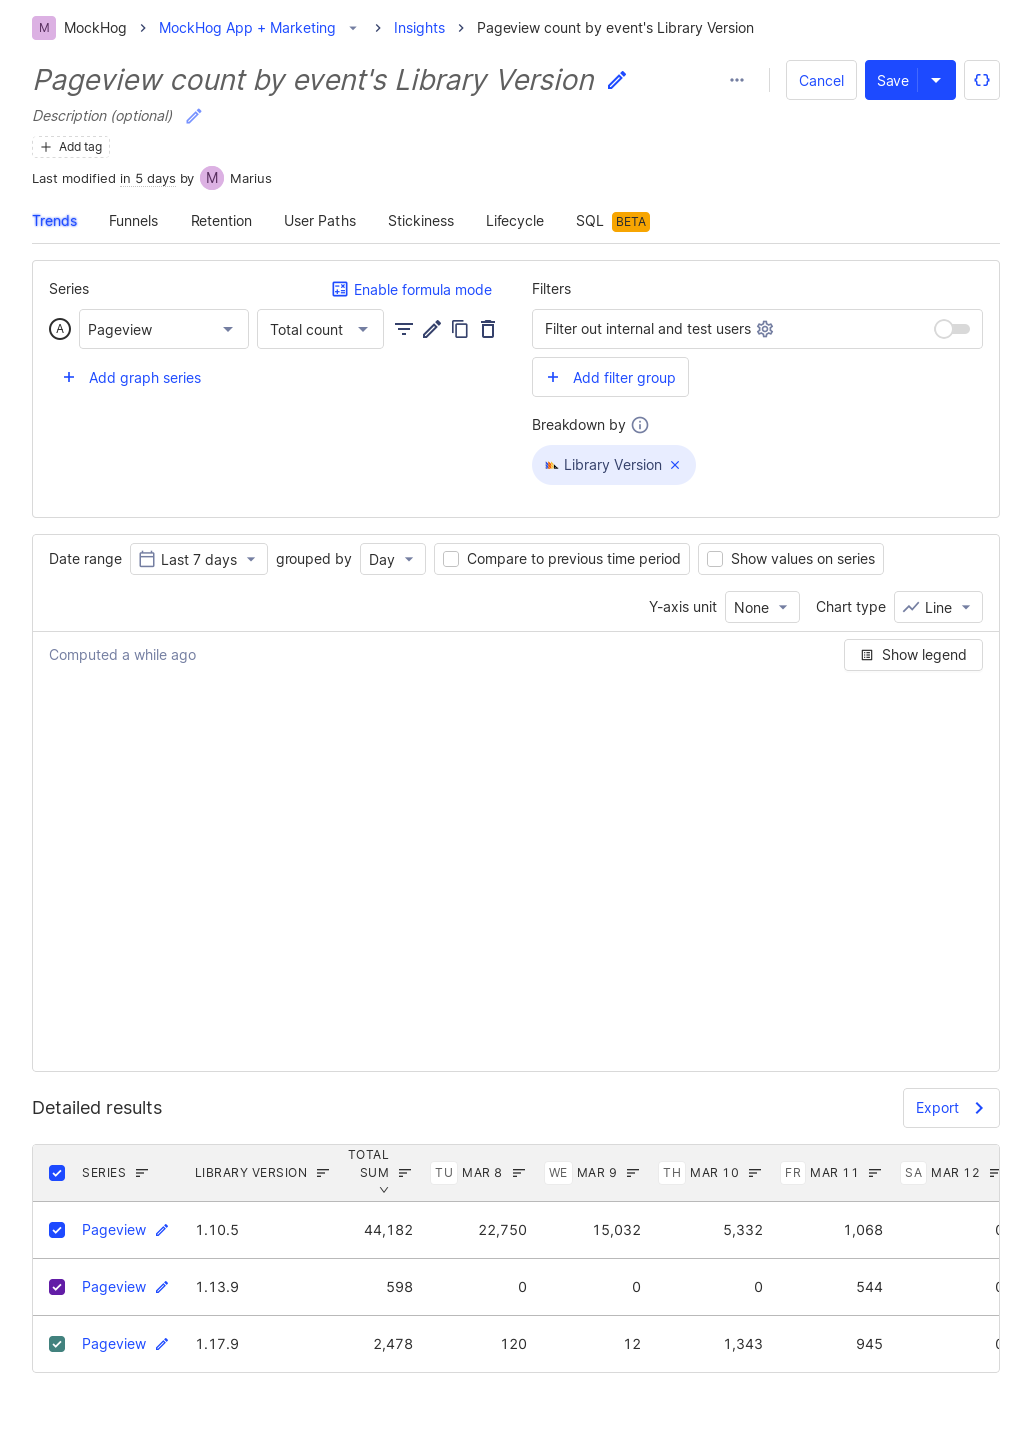 M MockHog > MockHog App + Marketing > Insights > Pageview count by event's Library Version
Pageview count by event's Library Version
Cancel Save
Description (optional)
Add tag
Last modified in 5 days by M Marius
Trends Funnels Retention User Paths Stickiness Lifecycle SQL BETA
Series Enable formula mode
A Pageview Total count
+ Add graph series
Filters
Filter out internal and test users
+ Add filter group
Breakdown by
Library Version
Date range Last 7 days grouped by Day Compare to previous time period Show values on series
Y-axis unit None Chart type Line
Computed a while ago Show legend
Detailed results Export
SERIES LIBRARY VERSION TOTAL SUM TU MAR 8 WE MAR 9 TH MAR 10 FR MAR 11 SA MAR 12
Pageview 1.10.5 44,182 22,750 15,032 5,332 1,068
Pageview 1.13.9 598 0 0 0 544
Pageview 1.17.9 2,478 120 12 1,343 945